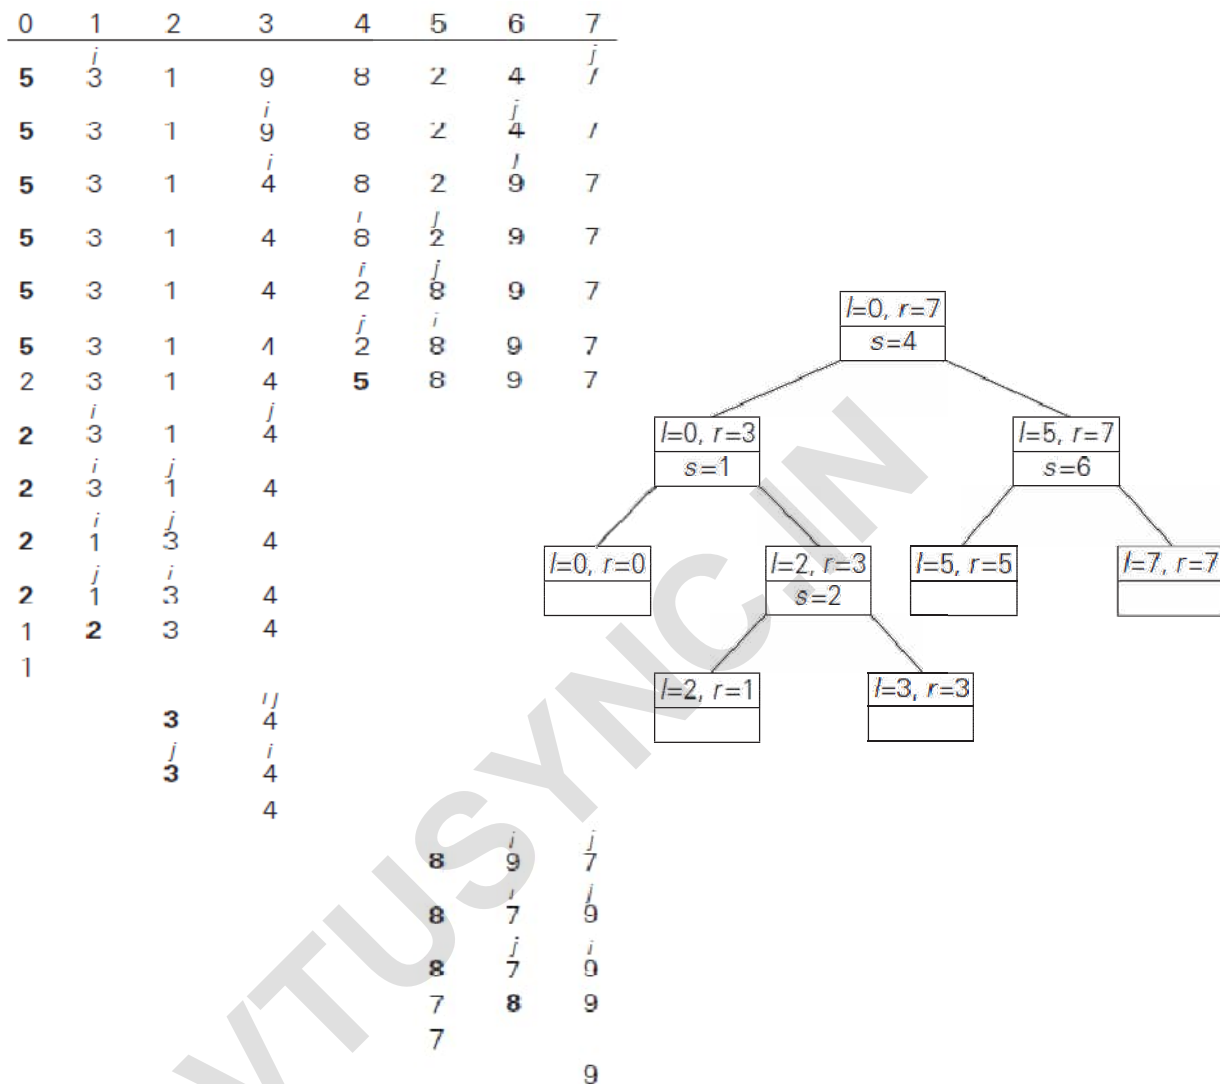 0 1 2 3 4 5 6 7
i j
5 3 1 9 8 2 4 7
i j
5 3 1 9 8 2 4 7
i j
5 3 1 4 8 2 9 7
i j
5 3 1 4 8 2 9 7
i j
5 3 1 4 2 8 9 7
j i
5 3 1 4 2 8 9 7
2 3 1 4 5 8 9 7
i j
2 3 1 4
i j
2 3 1 4
i j
2 1 3 4
j i
2 1 3 4
1 2 3 4
1
ij
3 4
j i
3 4
4
i j
8 9 7
i j
8 7 9
j i
8 7 9
7 8 9
7
9
l=0, r=7
s=4
l=0, r=3 l=5, r=7
s=1 s=6
l=0, r=0 l=2, r=3 l=5, r=5 l=7, r=7
s=2
l=2, r=1 l=3, r=3
VTUSYNC.IN